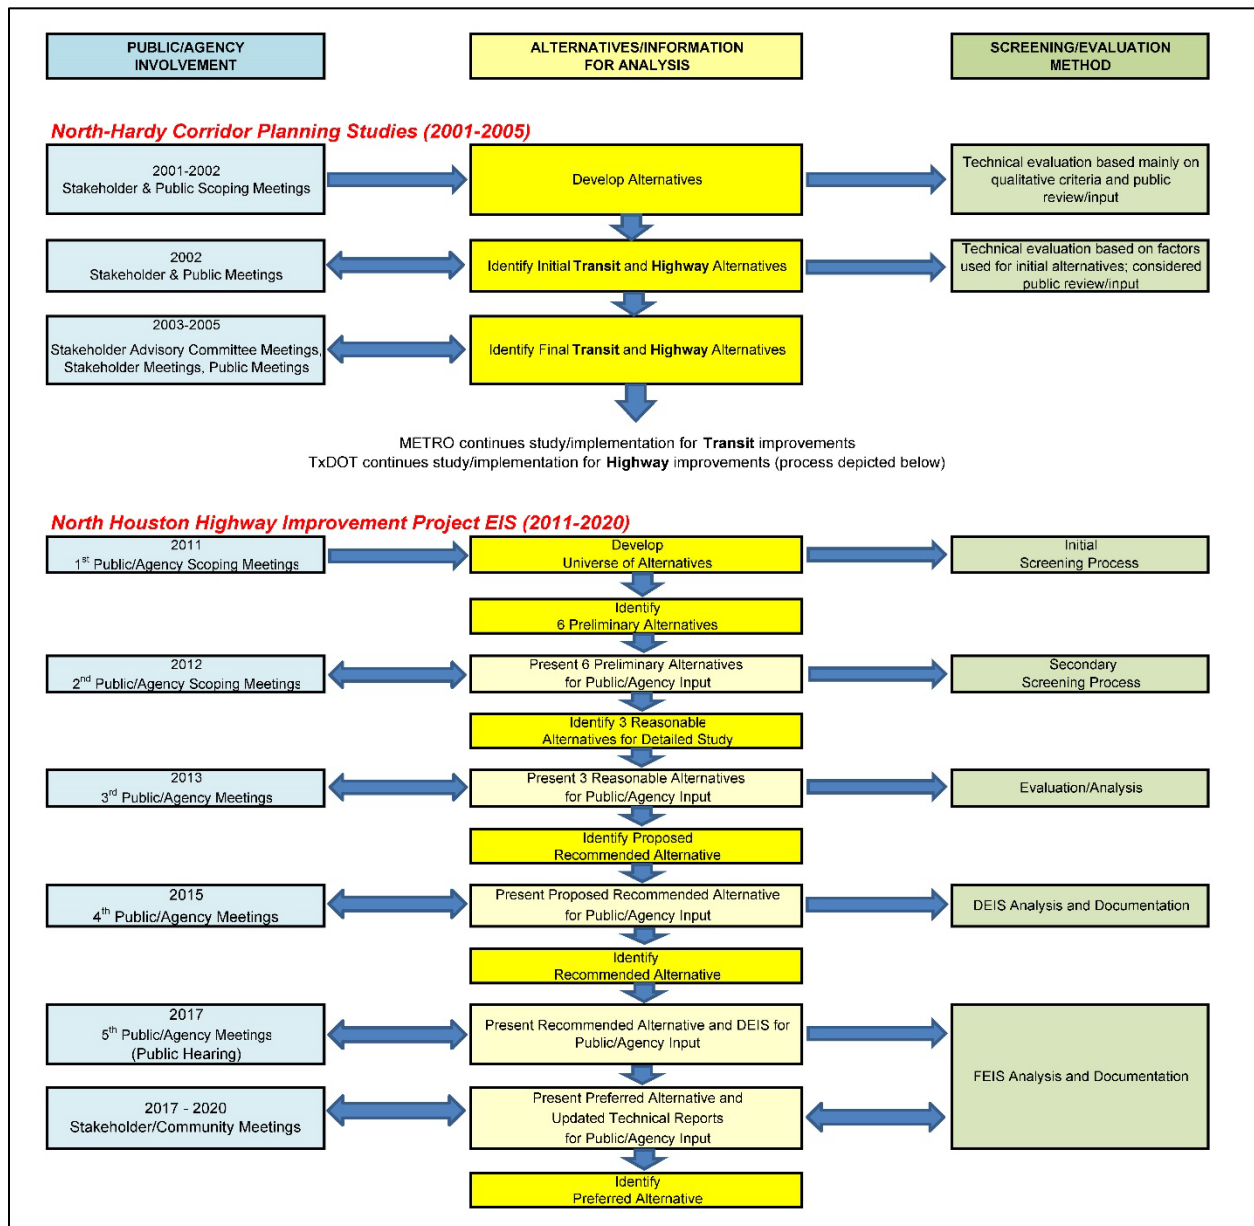 PUBLIC/AGENCY
INVOLVEMENT
ALTERNATIVES/INFORMATION
FOR ANALYSIS
SCREENING/EVALUATION
METHOD
North-Hardy Corridor Planning Studies (2001-2005)
2001-2002
Stakeholder & Public Scoping Meetings
Develop Alternatives
Technical evaluation based mainly on
qualitative criteria and public
review/input
2002
Stakeholder & Public Meetings
Identify Initial Transit and Highway Alternatives
Technical evaluation based on factors
used for initial alternatives; considered
public review/input
2003-2005
Stakeholder Advisory Committee Meetings,
Stakeholder Meetings, Public Meetings
Identify Final Transit and Highway Alternatives
METRO continues study/implementation for Transit improvements
TxDOT continues study/implementation for Highway improvements (process depicted below)
North Houston Highway Improvement Project EIS (2011-2020)
2011
1st Public/Agency Scoping Meetings
Develop
Universe of Alternatives
Initial
Screening Process
Identify
6 Preliminary Alternatives
2012
2nd Public/Agency Scoping Meetings
Present 6 Preliminary Alternatives
for Public/Agency Input
Secondary
Screening Process
Identify 3 Reasonable
Alternatives for Detailed Study
2013
3rd Public/Agency Meetings
Present 3 Reasonable Alternatives
for Public/Agency Input
Evaluation/Analysis
Identify Proposed
Recommended Alternative
2015
4th Public/Agency Meetings
Present Proposed Recommended Alternative
for Public/Agency Input
DEIS Analysis and Documentation
Identify
Recommended Alternative
2017
5th Public/Agency Meetings
(Public Hearing)
Present Recommended Alternative and DEIS for
Public/Agency Input
FEIS Analysis and Documentation
2017 - 2020
Stakeholder/Community Meetings
Present Preferred Alternative and
Updated Technical Reports
for Public/Agency Input
Identify
Preferred Alternative